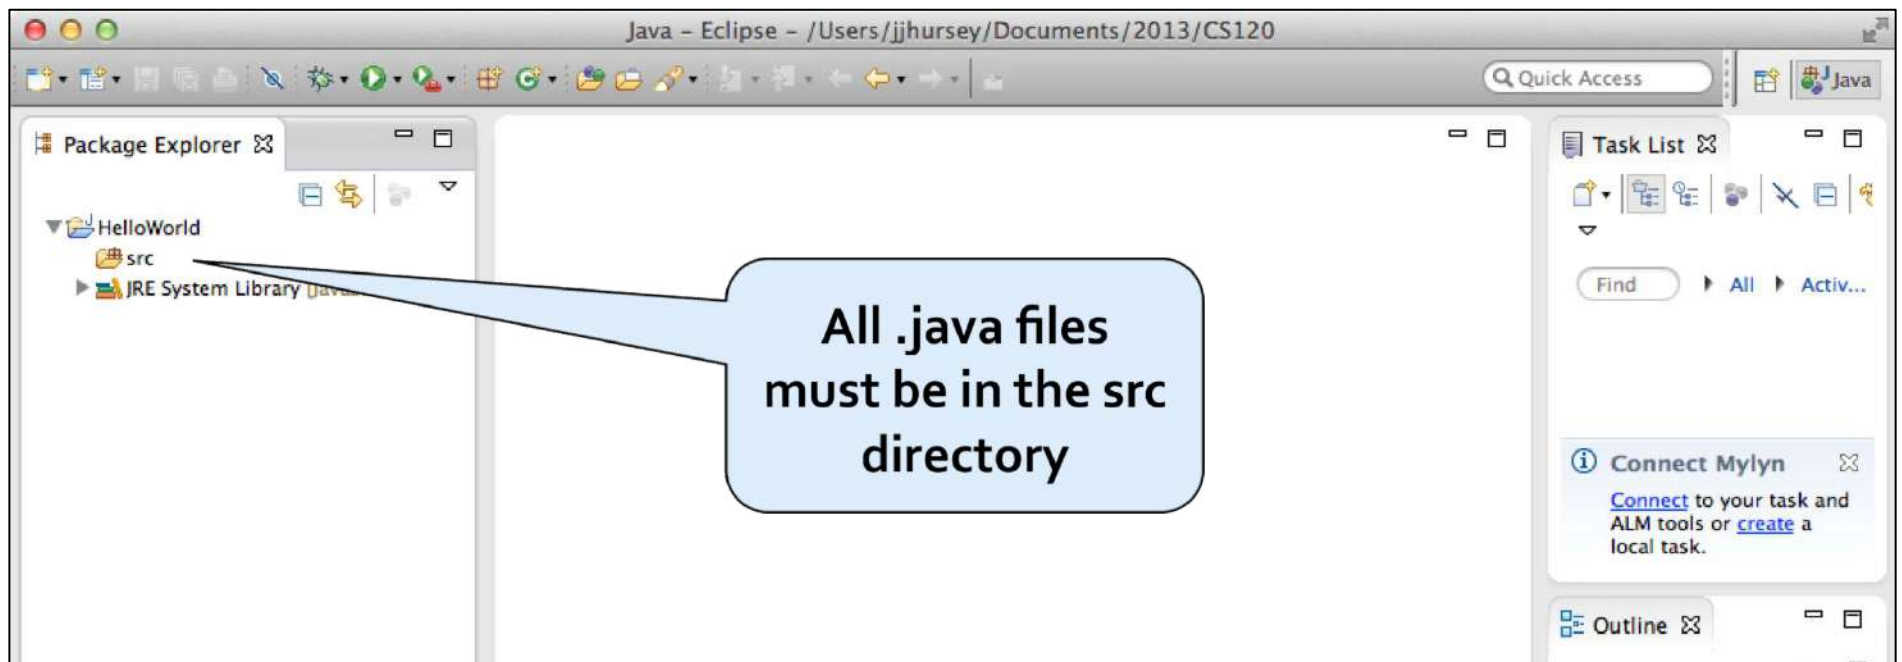 Java – Eclipse – /Users/jjhursey/Documents/2013/CS120
Quick Access
Java
Package Explorer
Task List
HelloWorld
src
JRE System Library
Find
All
Activ...
All .java files
must be in the src
directory
Connect Mylyn
Connect to your task and
ALM tools or create a
local task.
Outline